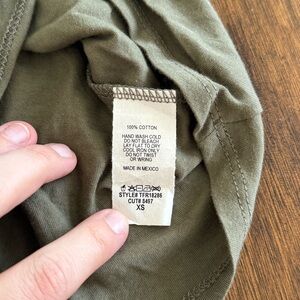 100% COTTON
HAND WASH COLD
DO NOT BLEACH
LAY FLAT TO DRY
COOL IRON ONLY
DO NOT TWIST
OR WRING
MADE IN MEXICO
STYLE# TFR18286
CUT# 5497
XS